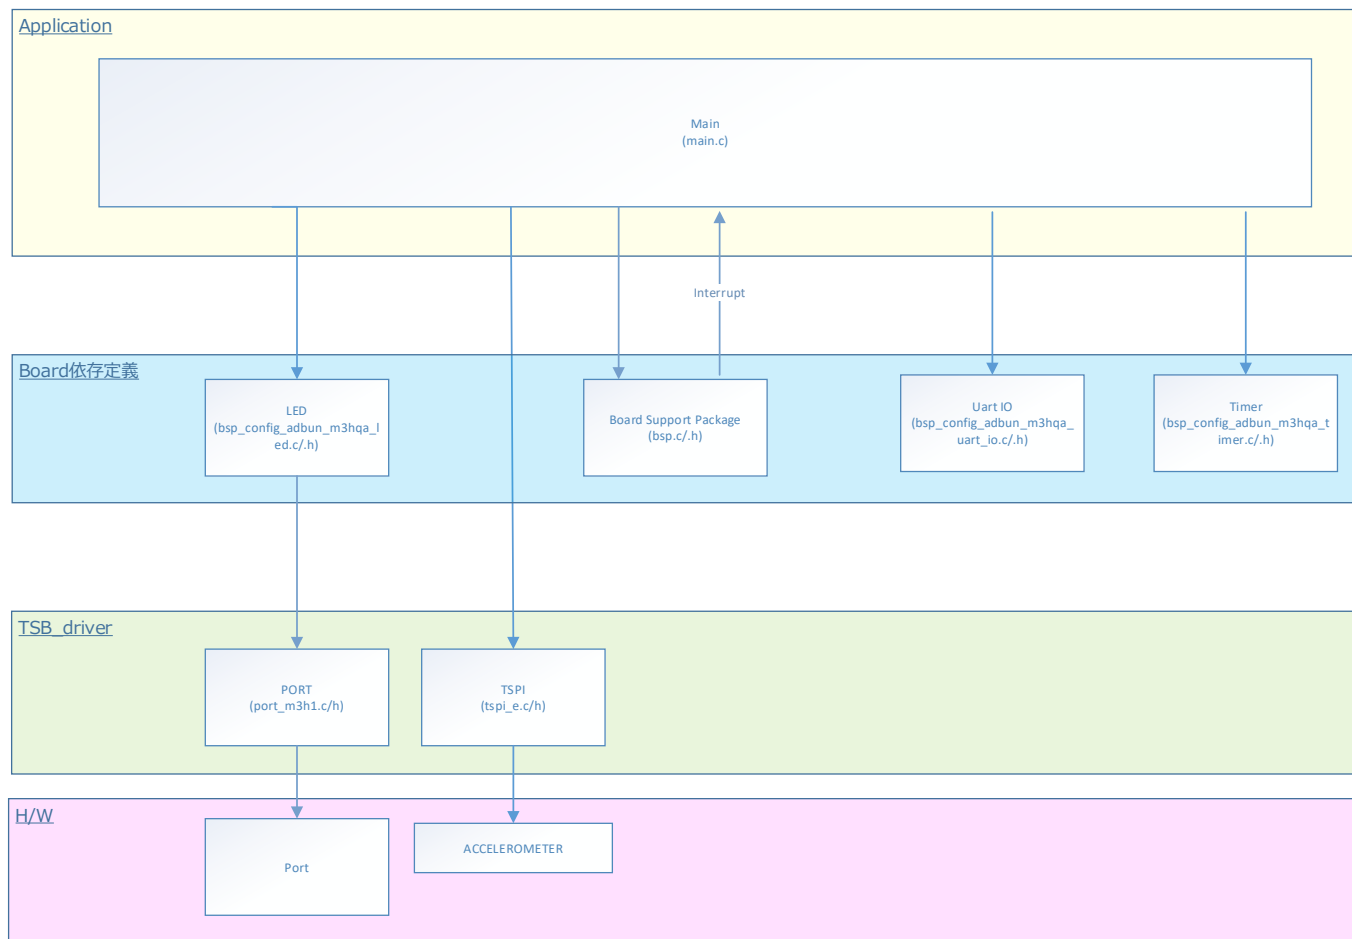 Application
Main
(main.c)
Interrupt
Board依存定義
LED
(bsp_config_adbun_m3hqa_l
ed.c/.h)
Board Support Package
(bsp.c/.h)
Uart IO
(bsp_config_adbun_m3hqa_
uart_io.c/.h)
Timer
(bsp_config_adbun_m3hqa_t
imer.c/.h)
TSB_driver
PORT
(port_m3h1.c/h)
TSPI
(tspi_e.c/h)
H/W
Port
ACCELEROMETER